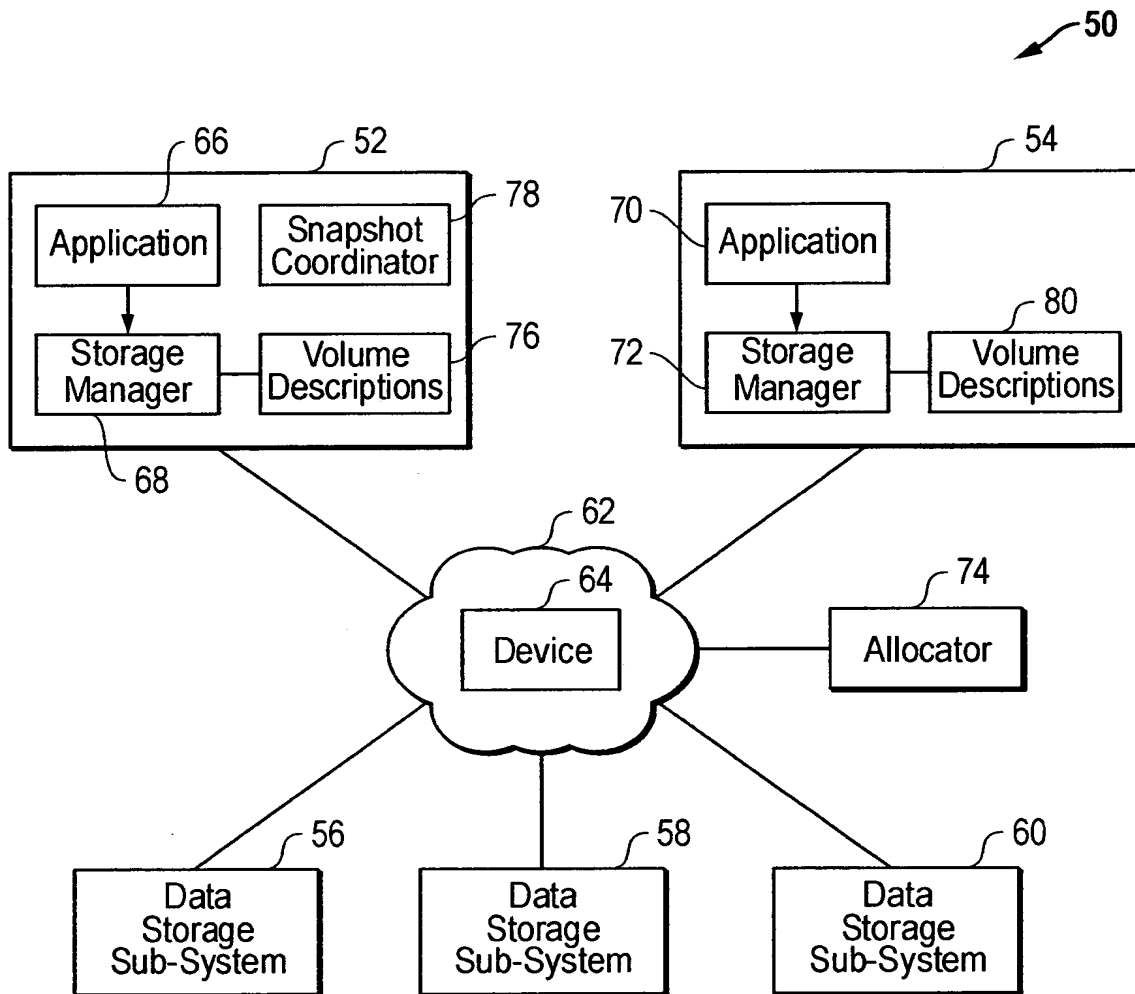 50
66
52
54
Application
78
Snapshot
Coordinator
70
Application
Storage
Manager
76
Volume
Descriptions
72
Storage
Manager
80
Volume
Descriptions
68
62
64
Device
74
Allocator
56
Data
Storage
Sub-System
58
Data
Storage
Sub-System
60
Data
Storage
Sub-System